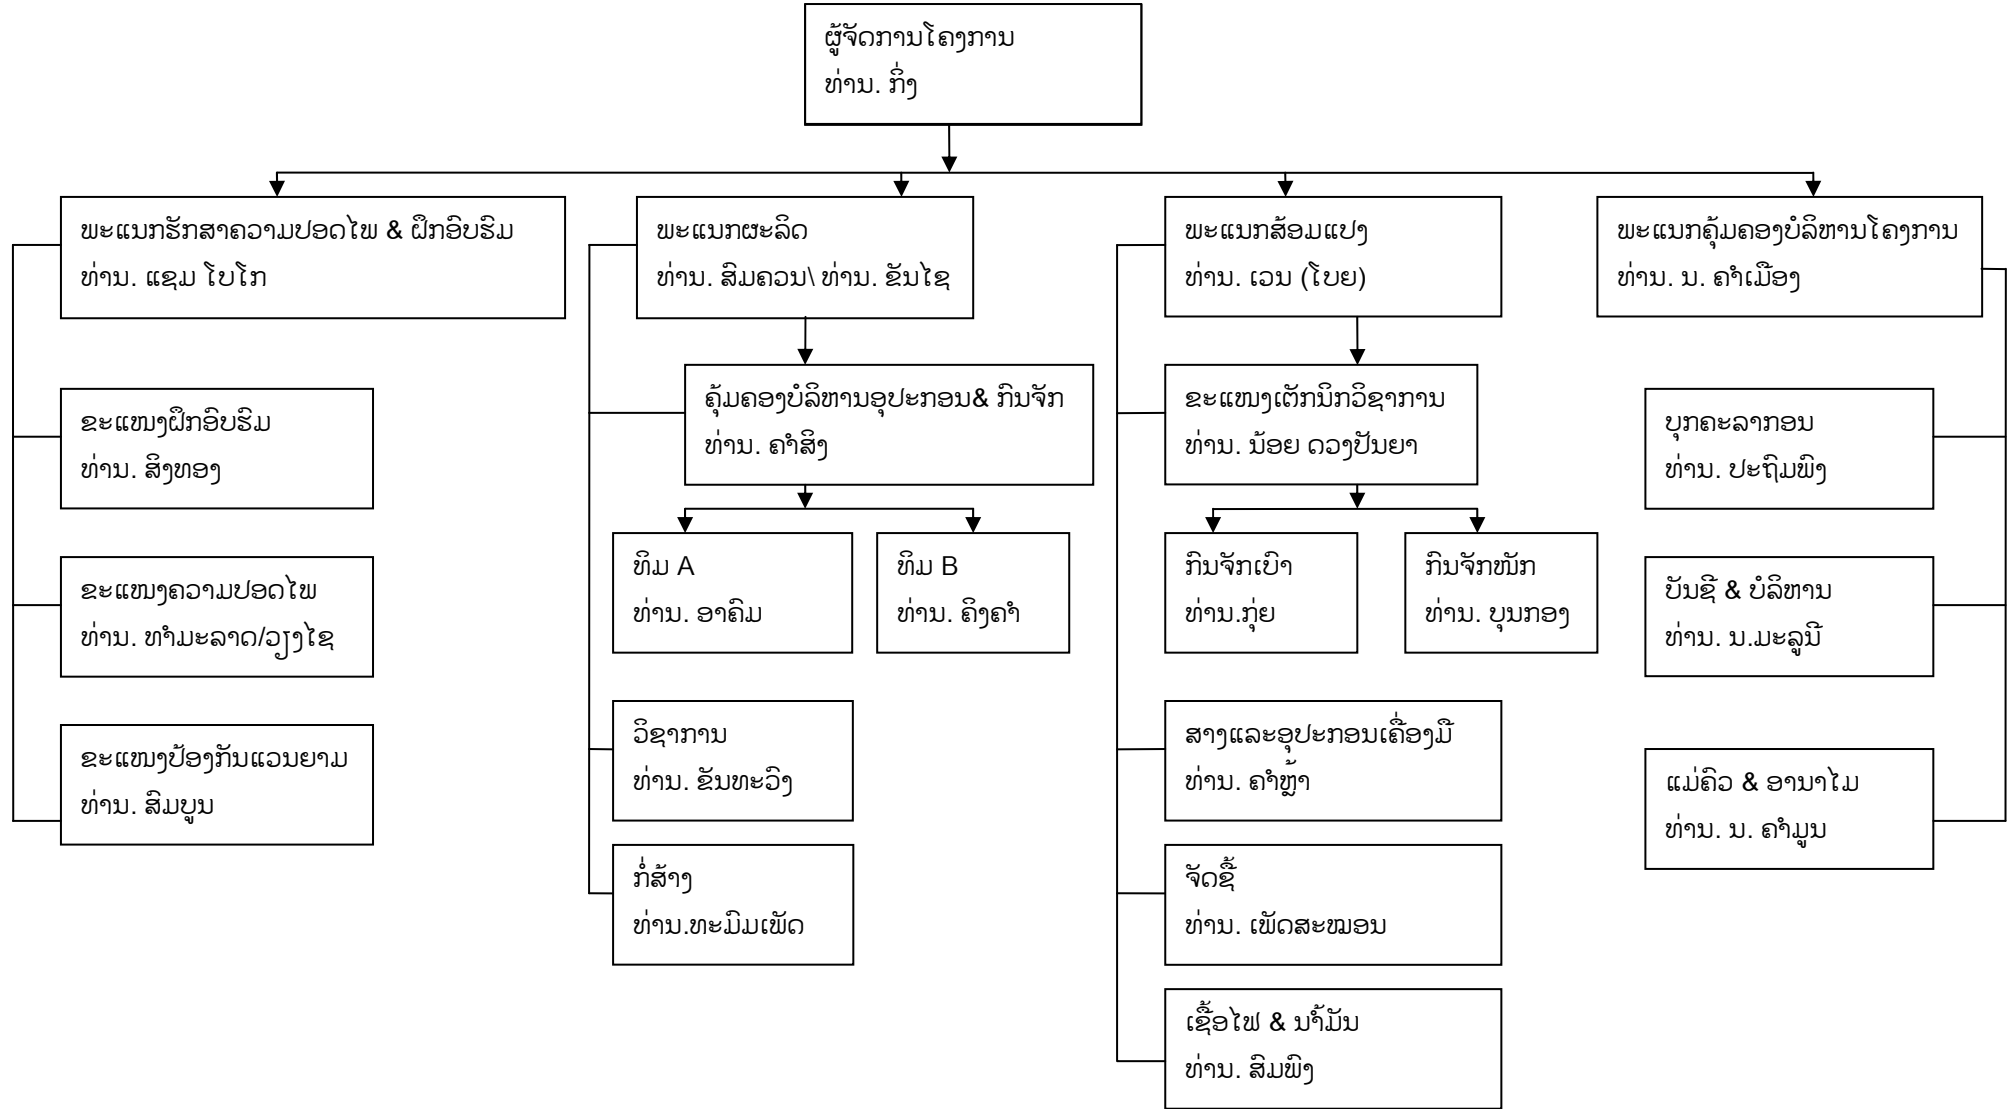 ຜູ້ຈັດການໂຄງການ
ທ່ານ. ກິ່ງ
ພະແນກຮັກສາຄວາມປອດໄພ & ຝຶກອົບຮົມ
ທ່ານ. ແຊມ ໂບໂກ
ຂະແໜງຝຶກອົບຮົມ
ທ່ານ. ສິງທອງ
ຂະແໜງຄວາມປອດໄພ
ທ່ານ. ທຳມະລາດ/ວຽງໄຊ
ຂະແໜງປ້ອງກັນແວນຍາມ
ທ່ານ. ສົມບູນ
ພະແນກຜະລິດ
ທ່ານ. ສົມຄວນ\ ທ່ານ. ຂັນໄຊ
ຄຸ້ມຄອງບໍລິຫານອຸປະກອນ& ກົນຈັກ
ທ່ານ. ຄຳສິງ
ທິມ A
ທ່ານ. ອາຄົມ
ທິມ B
ທ່ານ. ຄິງຄຳ
ວິຊາການ
ທ່ານ. ຂັນທະວົງ
ກໍ່ສ້າງ
ທ່ານ.ທະມົມເພັດ
ພະແນກສ້ອມແປງ
ທ່ານ. ເວນ (ໂບຍ)
ຂະແໜງເຕັກນິກວິຊາການ
ທ່ານ. ນ້ອຍ ດວງປັນຍາ
ກົນຈັກເບົາ
ທ່ານ.ກຸ່ຍ
ກົນຈັກໜັກ
ທ່ານ. ບຸນກອງ
ສາງແລະອຸປະກອນເຄື່ອງມື
ທ່ານ. ຄຳຫຼ້າ
ຈັດຊື້
ທ່ານ. ເພັດສະໝອນ
ເຊື້ອໄຟ & ນ້ຳມັນ
ທ່ານ. ສົມພົງ
ພະແນກຄຸ້ມຄອງບໍລິຫານໂຄງການ
ທ່ານ. ນ. ຄຳເມືອງ
ບຸກຄະລາກອນ
ທ່ານ. ປະຖົມພົງ
ບັນຊີ & ບໍລິຫານ
ທ່ານ. ນ.ມະລູນີ
ແມ່ຄົວ & ອານາໄມ
ທ່ານ. ນ. ຄຳມູນ